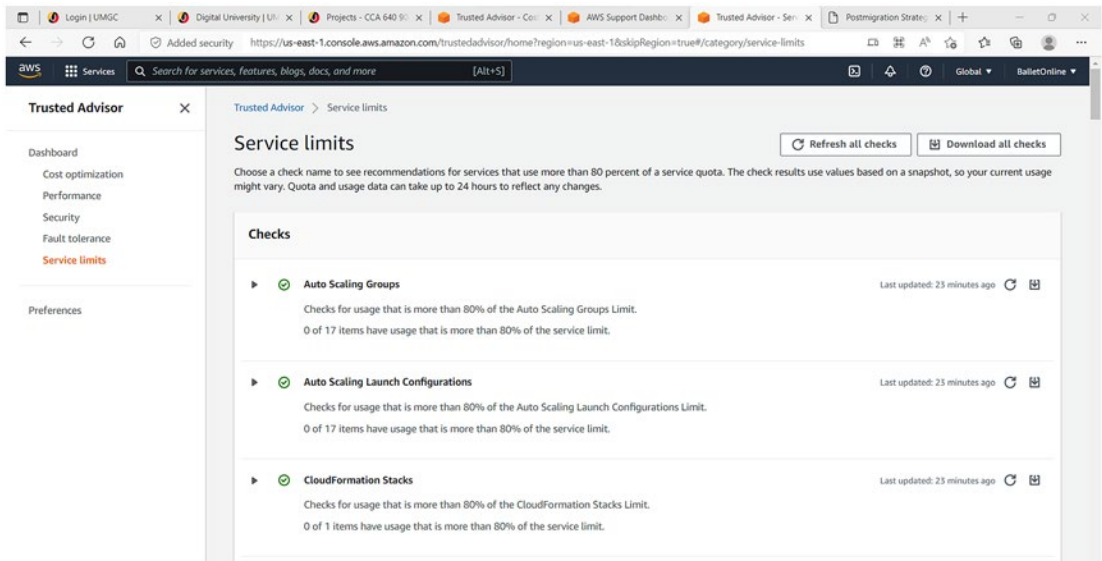 Login | UMGC
Digital University | UM
Projects - CCA 640 90
Trusted Advisor - Co
AWS Support Dashbo
Trusted Advisor - Ser
Postmigration Strateg
Added security
https://us-east-1.console.aws.amazon.com/trustedadvisor/home?region=us-east-1&skipRegion=true#/category/service-limits
aws
Services
Search for services, features, blogs, docs, and more
[Alt+S]
Global
BalletOnline
Trusted Advisor
Dashboard
Cost optimization
Performance
Security
Fault tolerance
Service limits
Preferences
Trusted Advisor > Service limits
Service limits
Refresh all checks
Download all checks
Choose a check name to see recommendations for services that use more than 80 percent of a service quota. The check results use values based on a snapshot, so your current usage
might vary. Quota and usage data can take up to 24 hours to reflect any changes.
Checks
Auto Scaling Groups
Last updated: 23 minutes ago
Checks for usage that is more than 80% of the Auto Scaling Groups Limit.
0 of 17 items have usage that is more than 80% of the service limit.
Auto Scaling Launch Configurations
Last updated: 23 minutes ago
Checks for usage that is more than 80% of the Auto Scaling Launch Configurations Limit.
0 of 17 items have usage that is more than 80% of the service limit.
CloudFormation Stacks
Last updated: 23 minutes ago
Checks for usage that is more than 80% of the CloudFormation Stacks Limit.
0 of 1 items have usage that is more than 80% of the service limit.